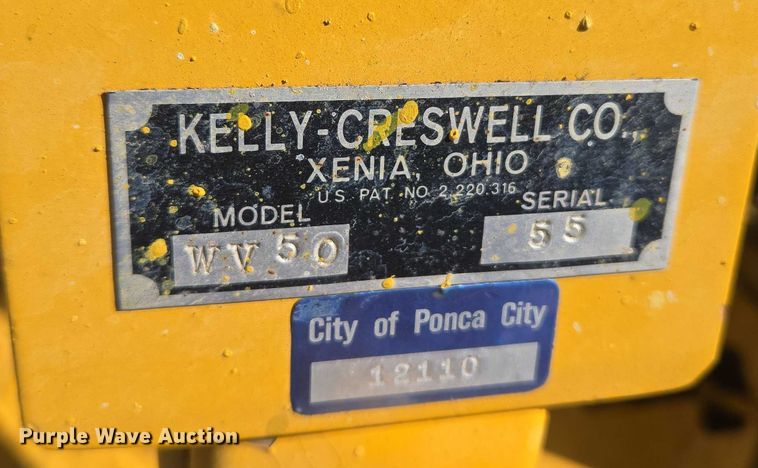 KELLY-CRESWELL CO.,
XENIA, OHIO
U.S. PAT. NO. 2,220,316
MODEL SERIAL
WV 50 55
City of Ponca City
12110
Purple Wave Auction